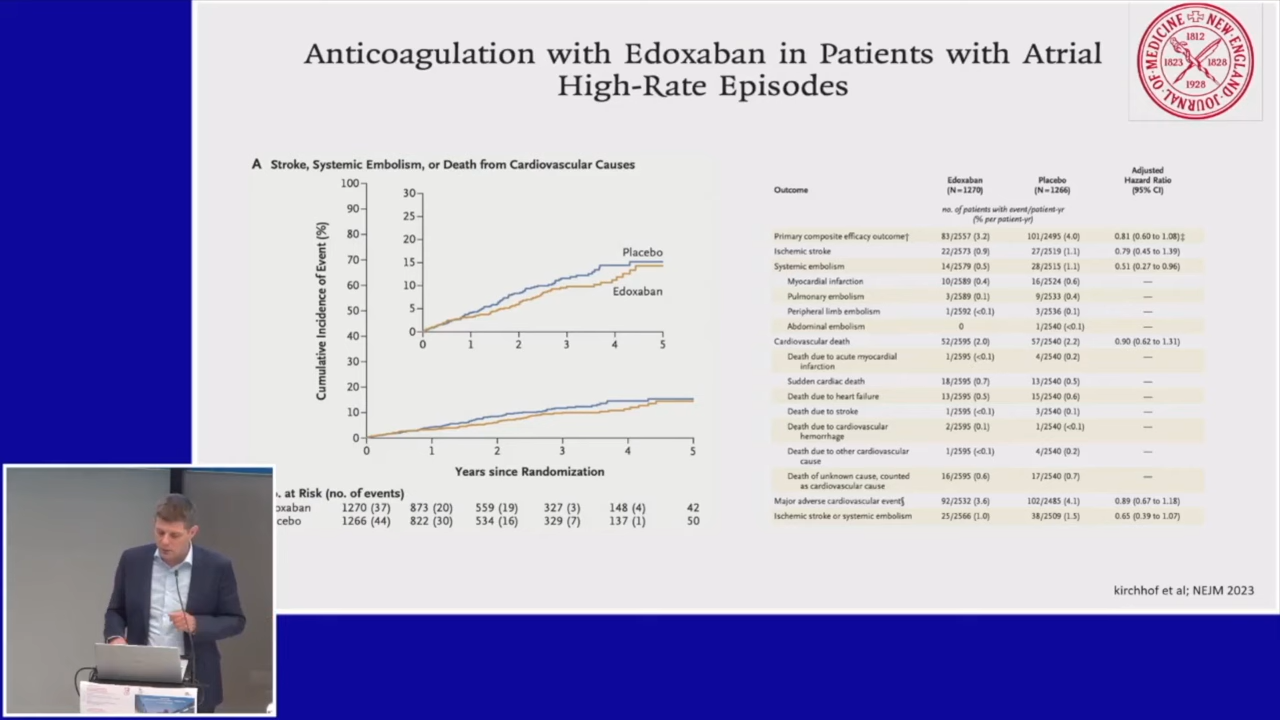 Anticoagulation with Edoxaban in Patients with Atrial
High-Rate Episodes
NEW ENGLAND JOURNAL OF MEDICINE
1812
1823
1828
1928
A Stroke, Systemic Embolism, or Death from Cardiovascular Causes
Cumulative Incidence of Event (%)
100
90
80
70
60
50
40
30
20
10
0
30
25
20
15
10
5
0
Placebo
Edoxaban
0 1 2 3 4 5
0 1 2 3 4 5
Years since Randomization
. at Risk (no. of events)
oxaban 1270 (37) 873 (20) 559 (19) 327 (3) 148 (4) 42
cebo 1266 (44) 822 (30) 534 (16) 329 (7) 137 (1) 50
Outcome
Edoxaban
(N=1270)
Placebo
(N=1266)
Adjusted
Hazard Ratio
(95% CI)
no. of patients with event/patient-yr
(% per patient-yr)
Primary composite efficacy outcome† 83/2557 (3.2) 101/2495 (4.0) 0.81 (0.60 to 1.08)‡
Ischemic stroke 22/2573 (0.9) 27/2519 (1.1) 0.79 (0.45 to 1.39)
Systemic embolism 14/2579 (0.5) 28/2515 (1.1) 0.51 (0.27 to 0.96)
Myocardial infarction 10/2589 (0.4) 16/2524 (0.6) —
Pulmonary embolism 3/2589 (0.1) 9/2533 (0.4) —
Peripheral limb embolism 1/2592 (<0.1) 3/2536 (0.1) —
Abdominal embolism 0 1/2540 (<0.1) —
Cardiovascular death 52/2595 (2.0) 57/2540 (2.2) 0.90 (0.62 to 1.31)
Death due to acute myocardial
infarction 1/2595 (<0.1) 4/2540 (0.2) —
Sudden cardiac death 18/2595 (0.7) 13/2540 (0.5) —
Death due to heart failure 13/2595 (0.5) 15/2540 (0.6) —
Death due to stroke 1/2595 (<0.1) 3/2540 (0.1) —
Death due to cardiovascular
hemorrhage 2/2595 (0.1) 1/2540 (<0.1) —
Death due to other cardiovascular
cause 1/2595 (<0.1) 4/2540 (0.2) —
Death of unknown cause, counted
as cardiovascular cause 16/2595 (0.6) 17/2540 (0.7) —
Major adverse cardiovascular event§ 92/2532 (3.6) 102/2485 (4.1) 0.89 (0.67 to 1.18)
Ischemic stroke or systemic embolism 25/2566 (1.0) 38/2509 (1.5) 0.65 (0.39 to 1.07)
kirchhof et al; NEJM 2023